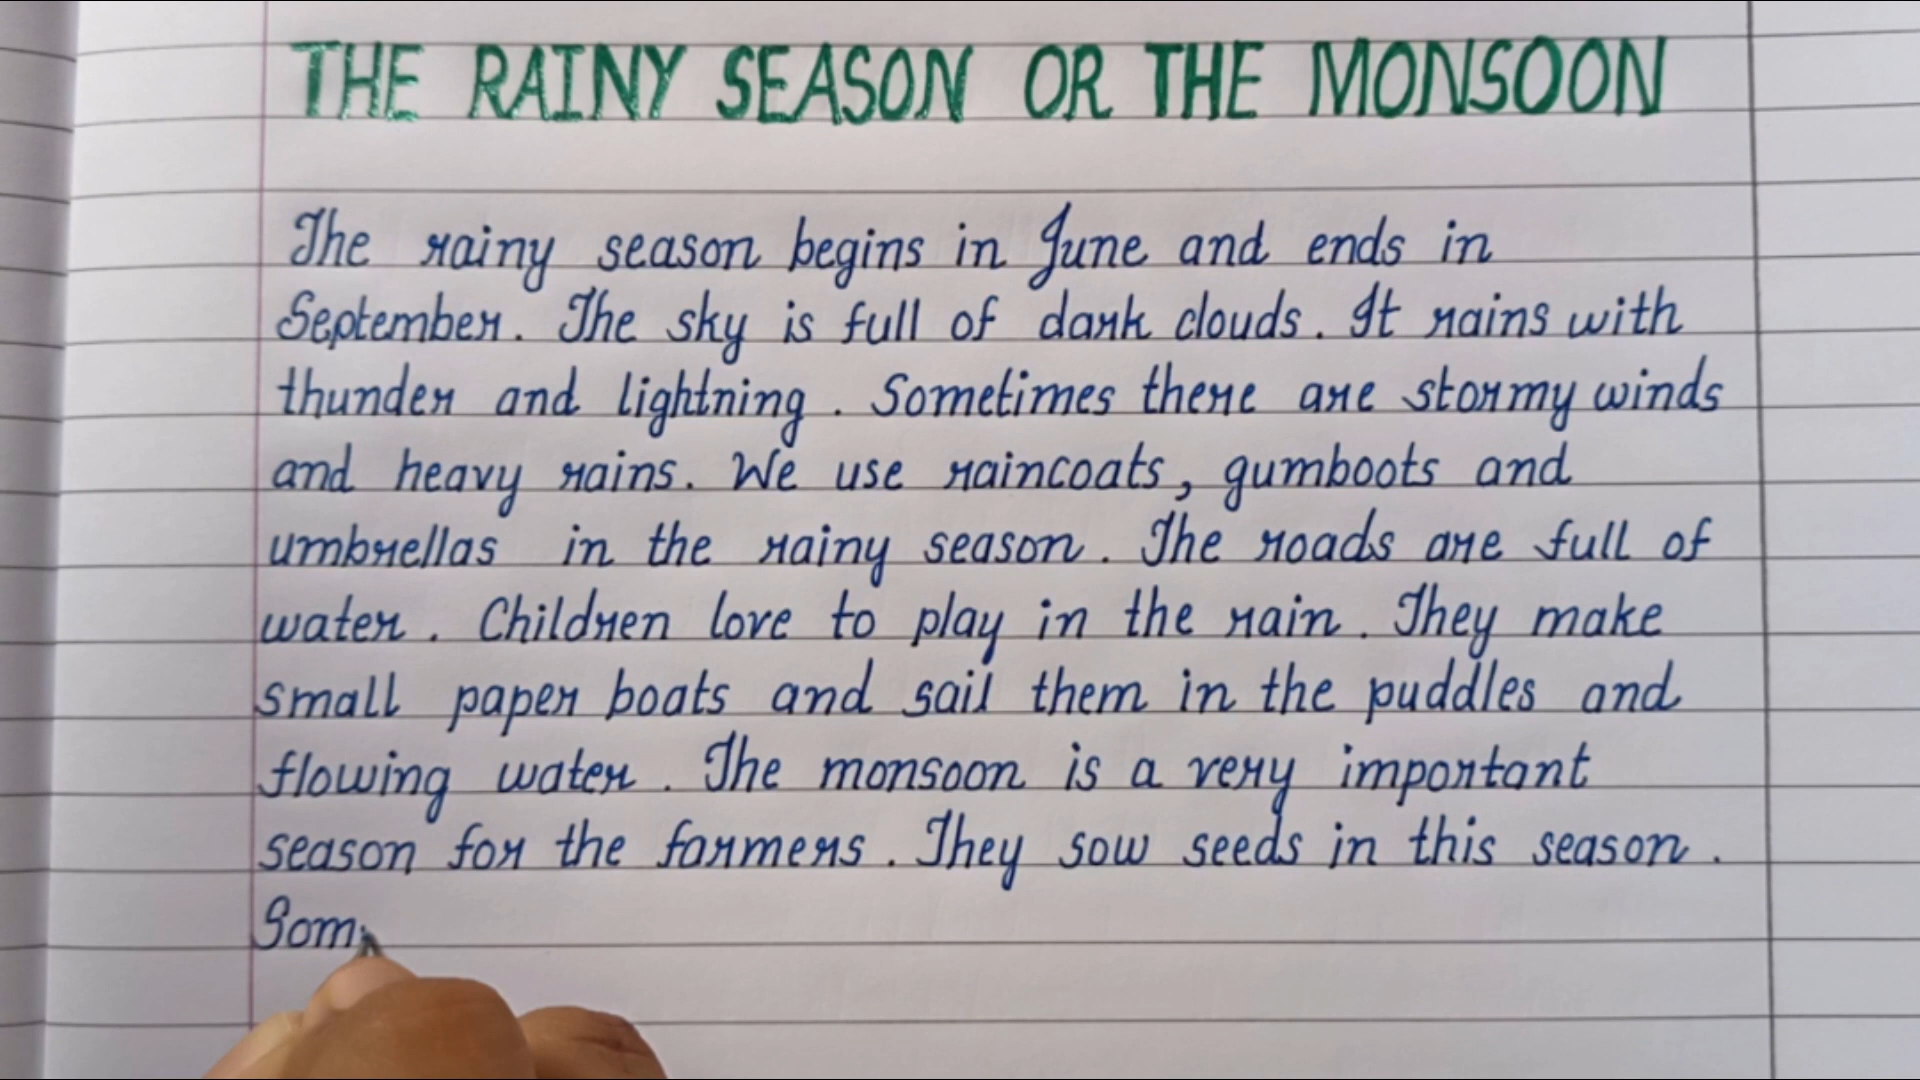 THE RAINY SEASON OR THE MONSOON
The rainy season begins in June and ends in
September. The sky is full of dark clouds. It rains with
thunder and lightning. Sometimes there are stormy winds
and heavy rains. We use raincoats, gumboots and
umbrellas in the rainy season. The roads are full of
water. Children love to play in the rain. They make
small paper boats and sail them in the puddles and
flowing water. The monsoon is a very important
season for the farmers. They sow seeds in this season.
Som